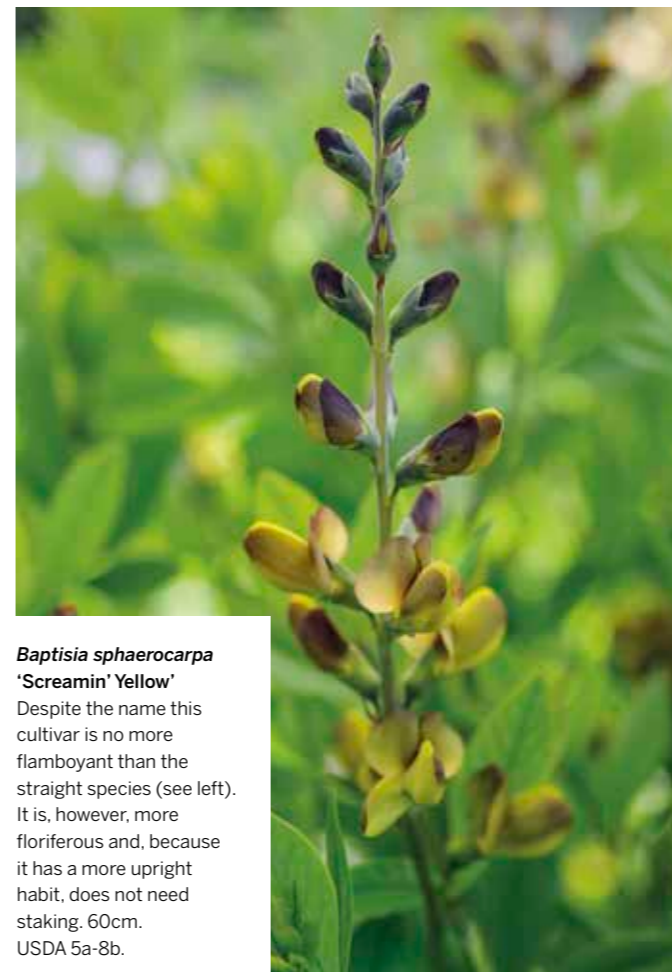 Baptisia sphaerocarpa
‘Screamin’ Yellow’
Despite the name this
cultivar is no more
flamboyant than the
straight species (see left).
It is, however, more
floriferous and, because
it has a more upright
habit, does not need
staking. 60cm.
USDA 5a-8b.